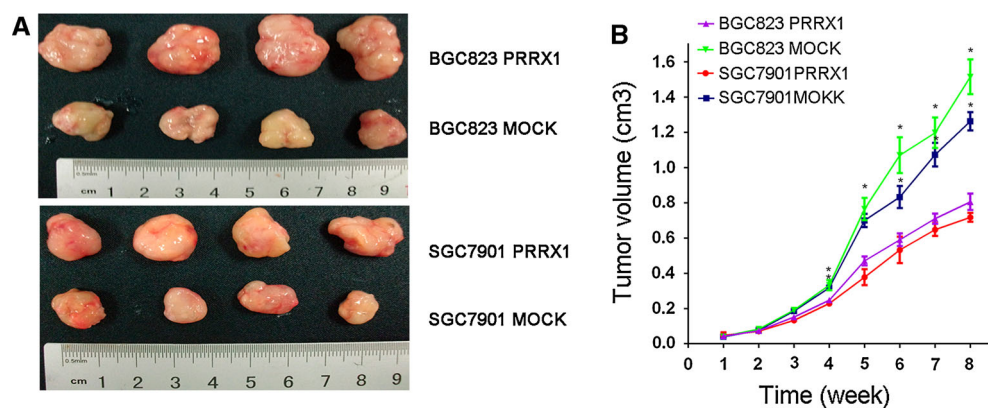 A
BGC823 PRRX1
BGC823 MOCK
0.5mm
cm 1 2 3 4 5 6 7 8 9
SGC7901 PRRX1
SGC7901 MOCK
0.5mm
cm 1 2 3 4 5 6 7 8 9
B
BGC823 PRRX1
BGC823 MOCK
SGC7901PRRX1
SGC7901MOKK
Tumor volume (cm3)
1.6
1.4
1.2
1.0
0.8
0.6
0.4
0.2
0.0
* * * * * * * * * *
1 2 3 4 5 6 7 8
Time (week)